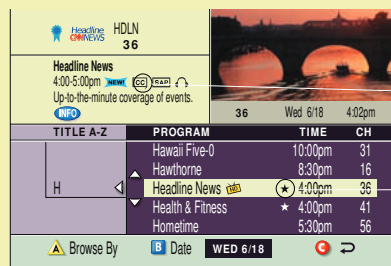 Headline
CNN NEWS
HDLN
36
Headline News
4:00-5:00pm NEW! CC SAP
Up-to-the-minute coverage of events.
INFO
36 Wed 6/18 4:02pm
TITLE A-Z PROGRAM TIME CH
Hawaii Five-0 10:00pm 31
Hawthorne 8:30pm 16
H Headline News HD ★ 4:00pm 36
Health & Fitness ★ 4:00pm 41
Hometime 5:30pm 56
A Browse By B Date WED 6/18 C